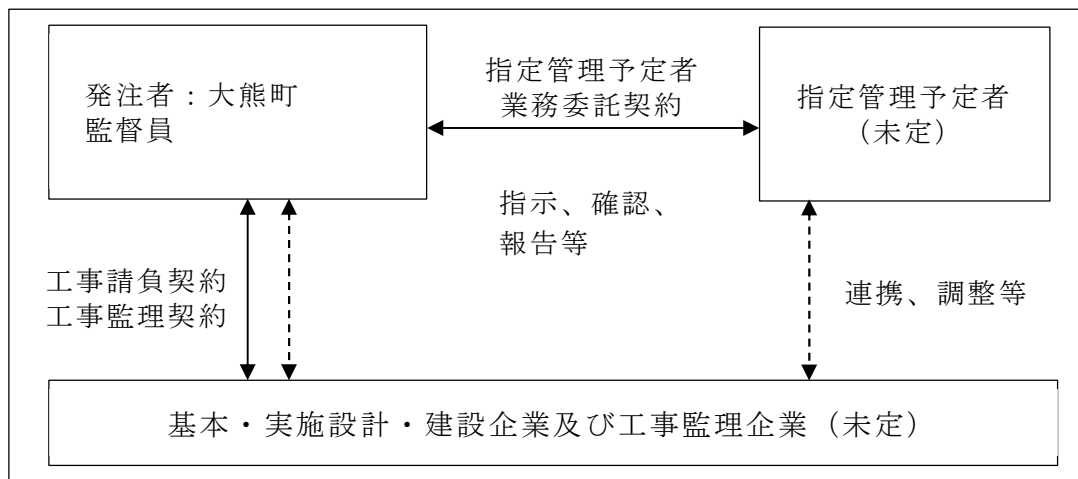 発注者：大熊町
監督員
指定管理予定者
業務委託契約
指定管理予定者
（未定）
指示、確認、
報告等
工事請負契約
工事監理契約
連携、調整等
基本・実施設計・建設企業及び工事監理企業（未定）